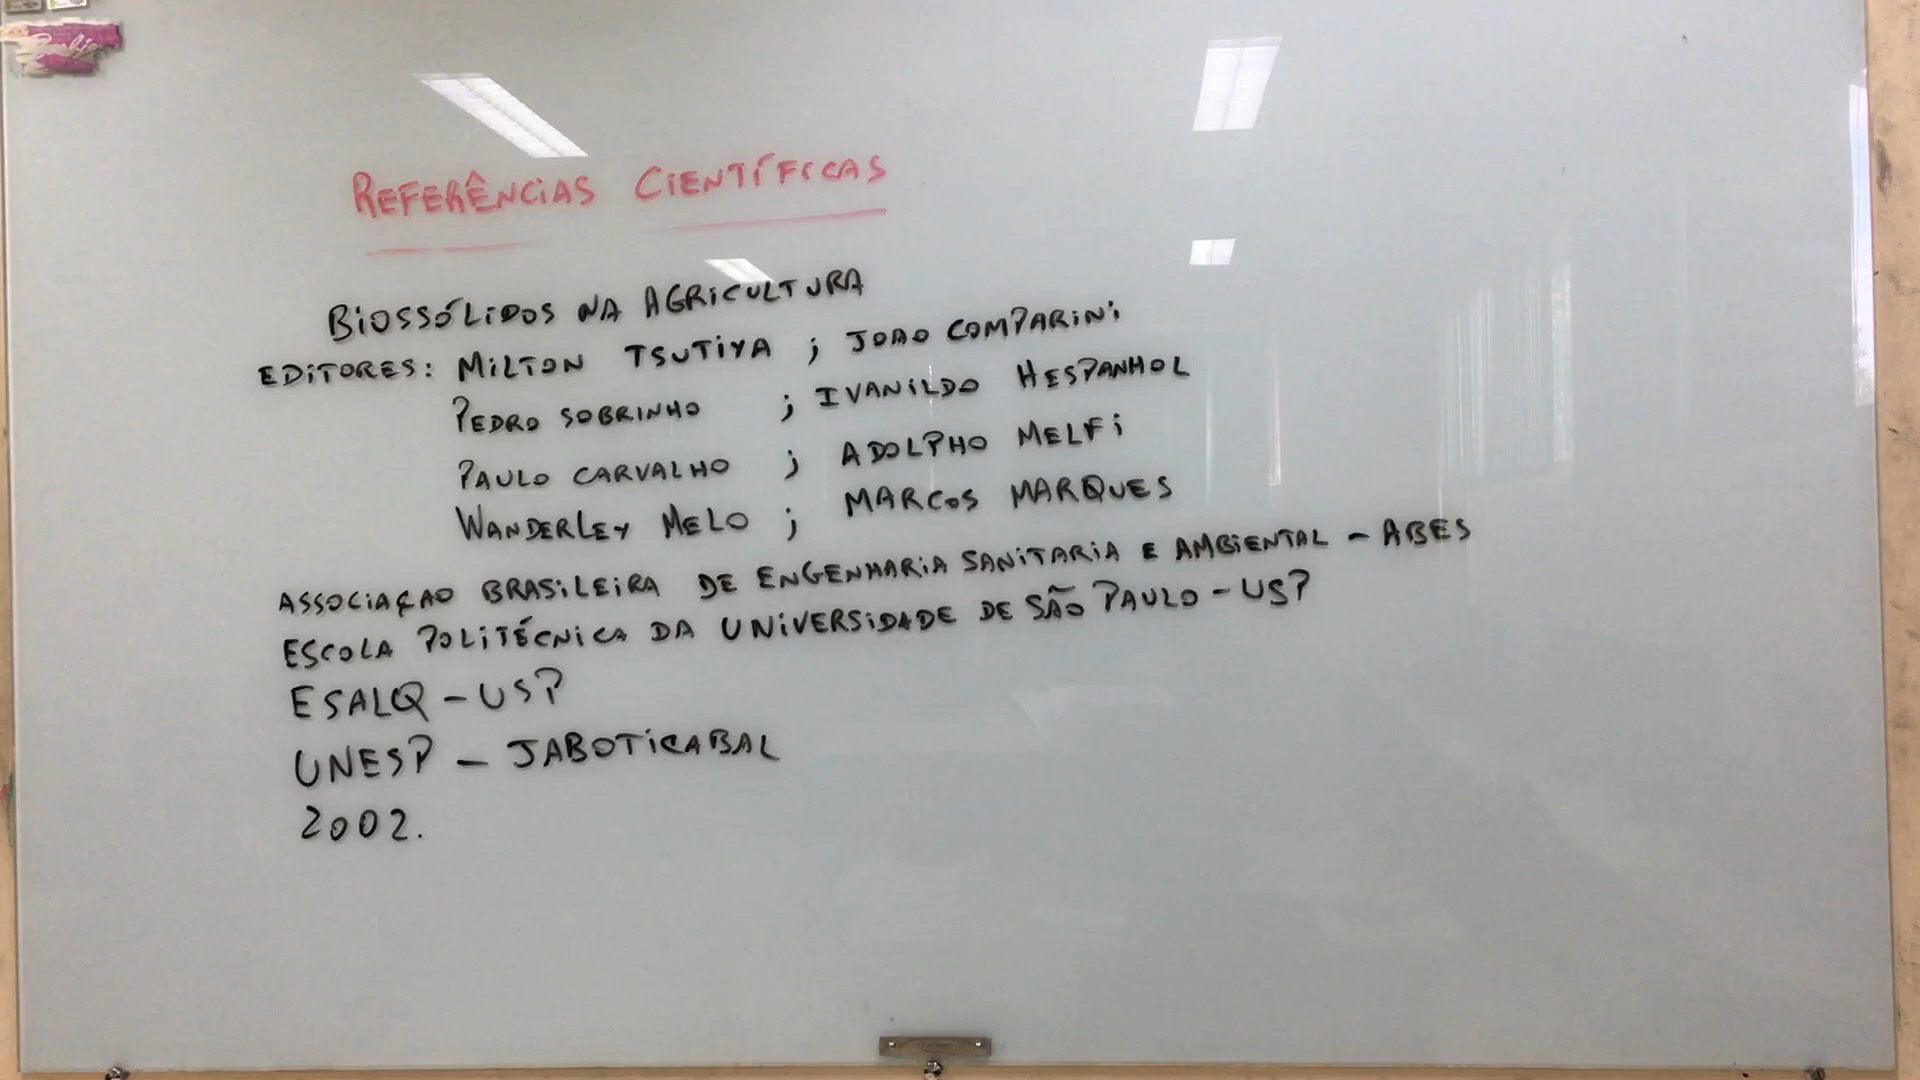 REFERÊNCIAS CIENTÍFICAS
BIOSSÓLIDOS NA AGRICULTURA
EDITORES: MILTON TSUTIYA ; JOAO COMPARINI
PEDRO SOBRINHO ; IVANILDO HESPANHOL
PAULO CARVALHO ; ADOLPHO MELFI
WANDERLEY MELO ; MARCOS MARQUES
ASSOCIAÇAO BRASILEIRA DE ENGENHARIA SANITARIA E AMBIENTAL - ABES
ESCOLA POLITÉCNICA DA UNIVERSIDADE DE SÃO PAULO - USP
ESALQ - USP
UNESP - JABOTICABAL
2002.